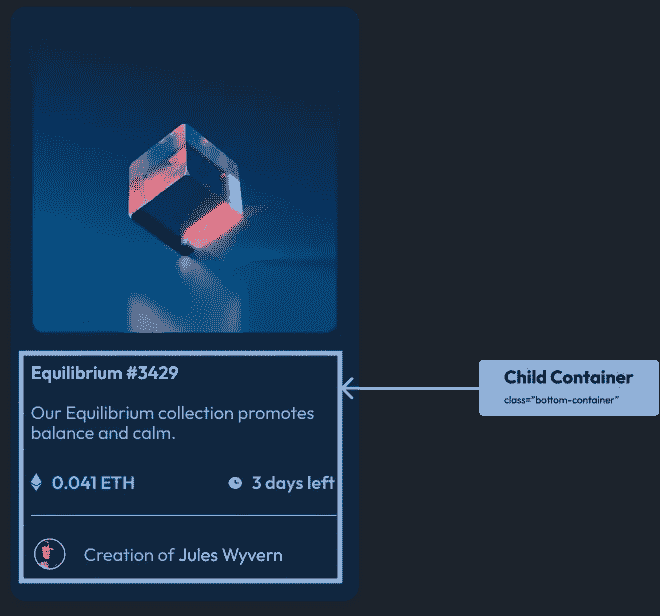 Equilibrium #3429
Our Equilibrium collection promotes
balance and calm.
0.041 ETH
3 days left
Creation of Jules Wyvern
Child Container
class="bottom-container"